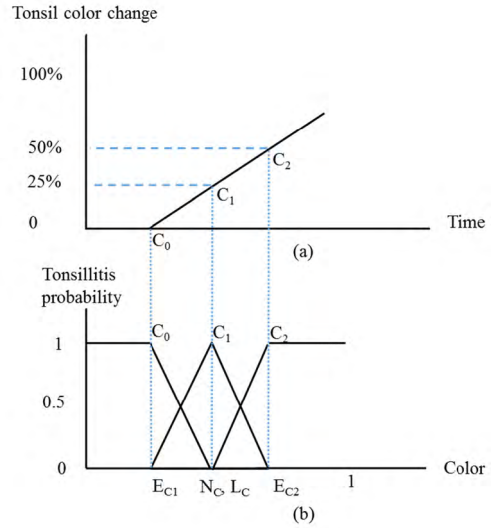 Tonsil color change
100%
50%
25%
0
C2
C1
C0
Time
(a)
Tonsillitis
probability
C0
C1
C2
1
0.5
0
Color
EC1
NC, LC
EC2
1
(b)